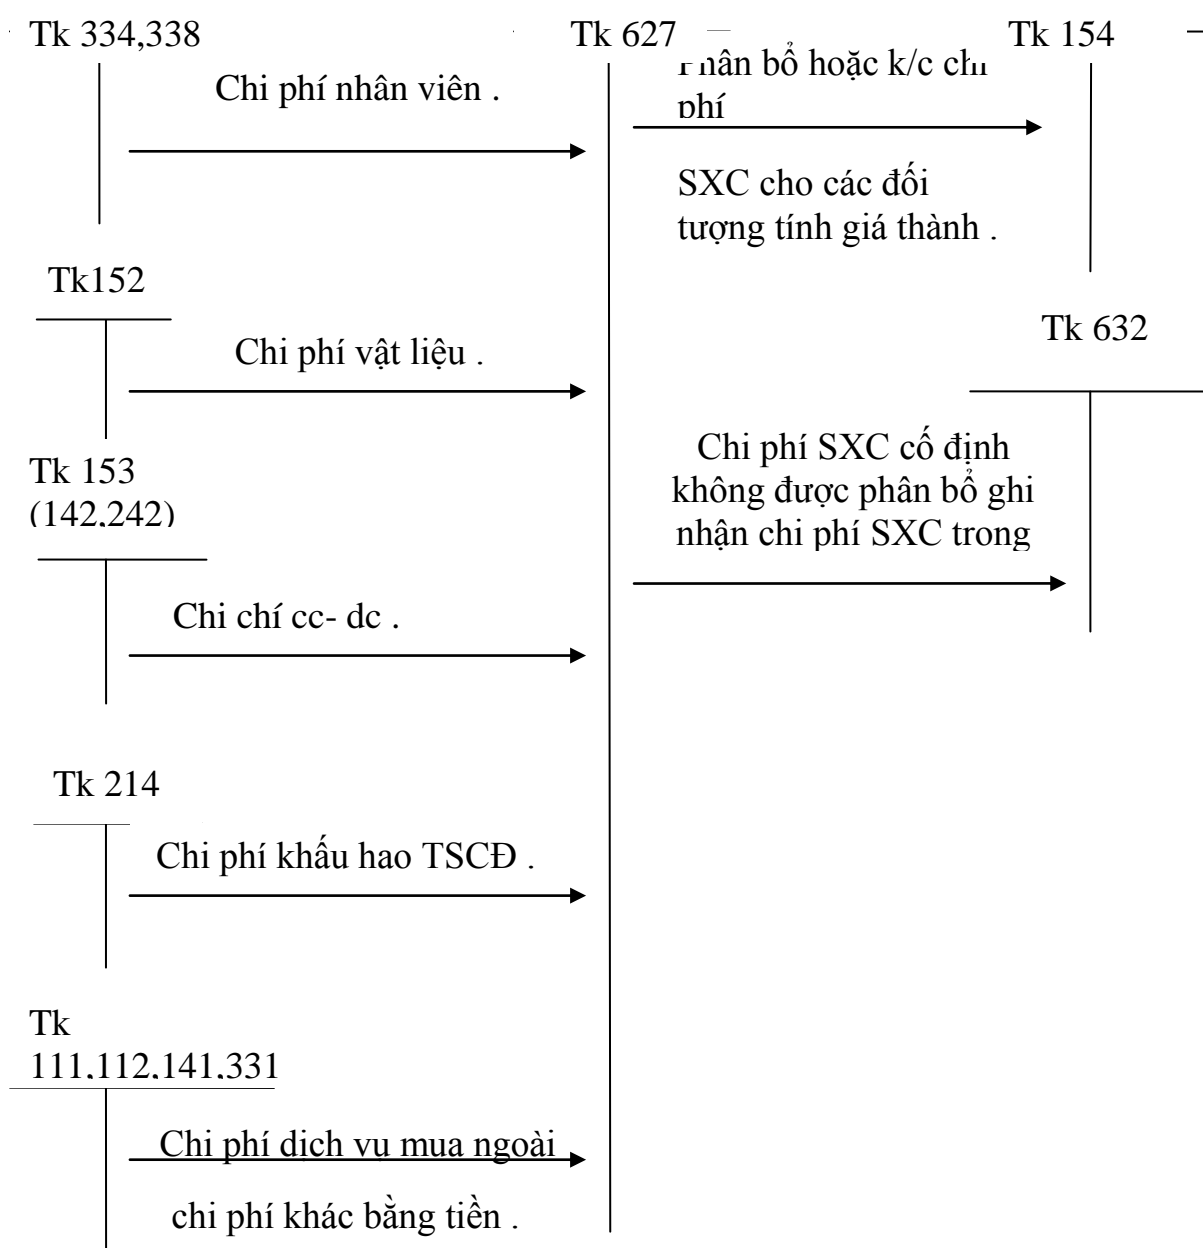 Tk 334,338
Tk 627
Tk 154
Chi phí nhân viên .
Phân bổ hoặc k/c chi
phí
SXC cho các đối
tượng tính giá thành .
Tk152
Chi phí vật liệu .
Tk 632
Tk 153
(142,242)
Chi phí SXC cố định
không được phân bổ ghi
nhận chi phí SXC trong
Chi chí cc- dc .
Tk 214
Chi phí khấu hao TSCĐ .
Tk
111,112,141,331
Chi phí dịch vụ mua ngoài
chi phí khác bằng tiền .